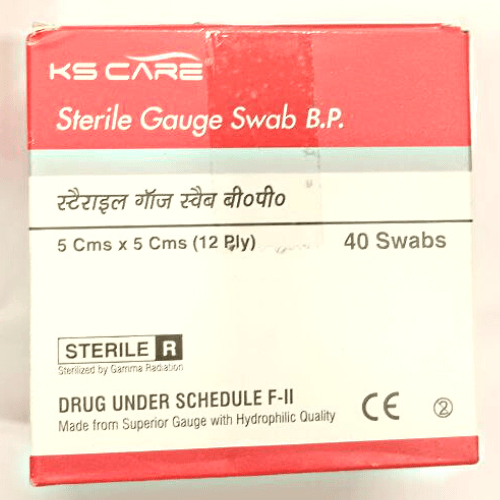 KS CARE
Sterile Gauge Swab B.P.
स्टैराइल गॉज स्वैब बी०पी०
5 Cms x 5 Cms (12 Ply) 40 Swabs
STERILE R
Sterilized by Gamma Radiation
DRUG UNDER SCHEDULE F-II
Made from Superior Gauge with Hydrophilic Quality
CE 2